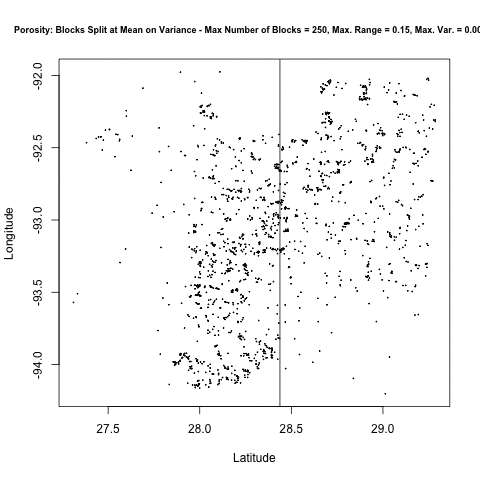 Porosity: Blocks Split at Mean on Variance - Max Number of Blocks = 250, Max. Range = 0.15, Max. Var. = 0.00
-92.0
-92.5
-93.0
-93.5
-94.0
Longitude
27.5 28.0 28.5 29.0
Latitude